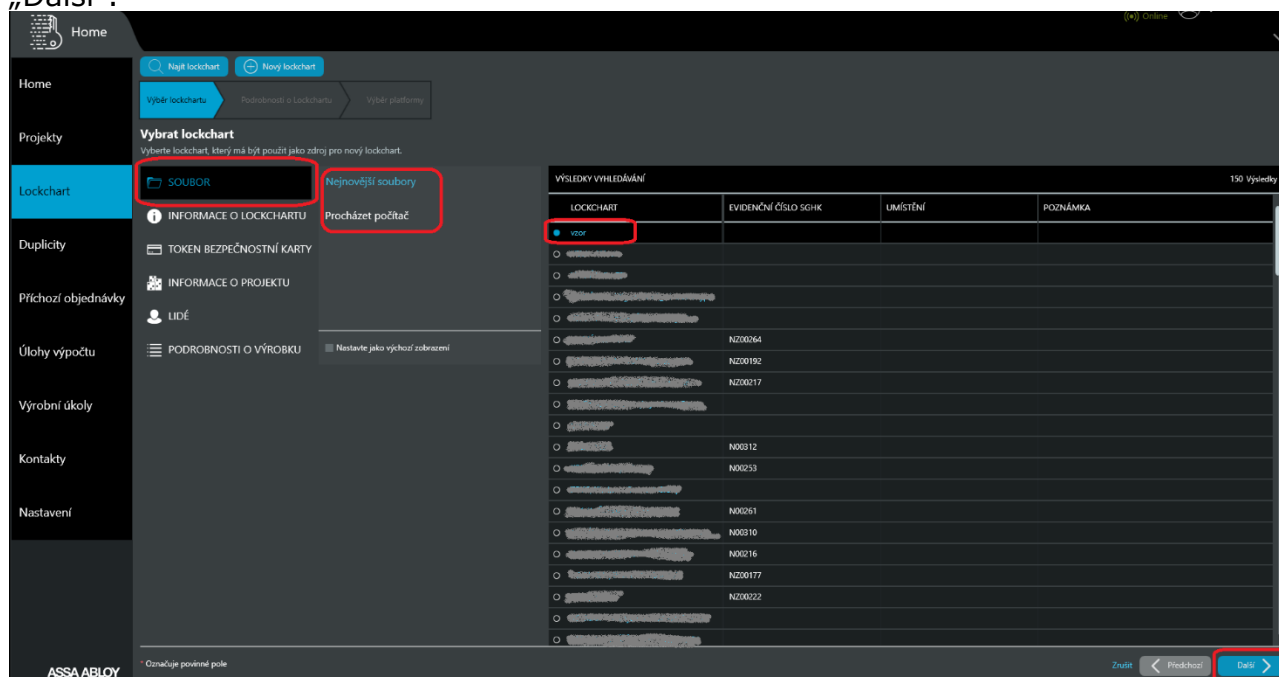 „Další“.
Home
((●)) Online
Home
Projekty
Lockchart
Duplicity
Příchozí objednávky
Úlohy výpočtu
Výrobní úkoly
Kontakty
Nastavení
ASSA ABLOY
Najít lockchart
Nový lockchart
Výběr lockchartu
Podrobnosti o Lockchartu
Výběr platformy
Vybrat lockchart
Vyberte lockchart, který má být použit jako zdroj pro nový lockchart.
SOUBOR
INFORMACE O LOCKCHARTU
TOKEN BEZPEČNOSTNÍ KARTY
INFORMACE O PROJEKTU
LIDÉ
PODROBNOSTI O VÝROBKU
Nejnovější soubory
Procházet počítač
Nastavte jako výchozí zobrazení
VÝSLEDKY VYHLEDÁVÁNÍ
150 Výsledky
LOCKCHART EVIDENČNÍ ČÍSLO SGHK UMÍSTĚNÍ POZNÁMKA
vzor
NZ00264
NZ00192
NZ00217
N00312
N00253
N00261
N00310
N00216
NZ00177
NZ00222
* Označuje povinné pole
Zrušit
Předchozí
Další